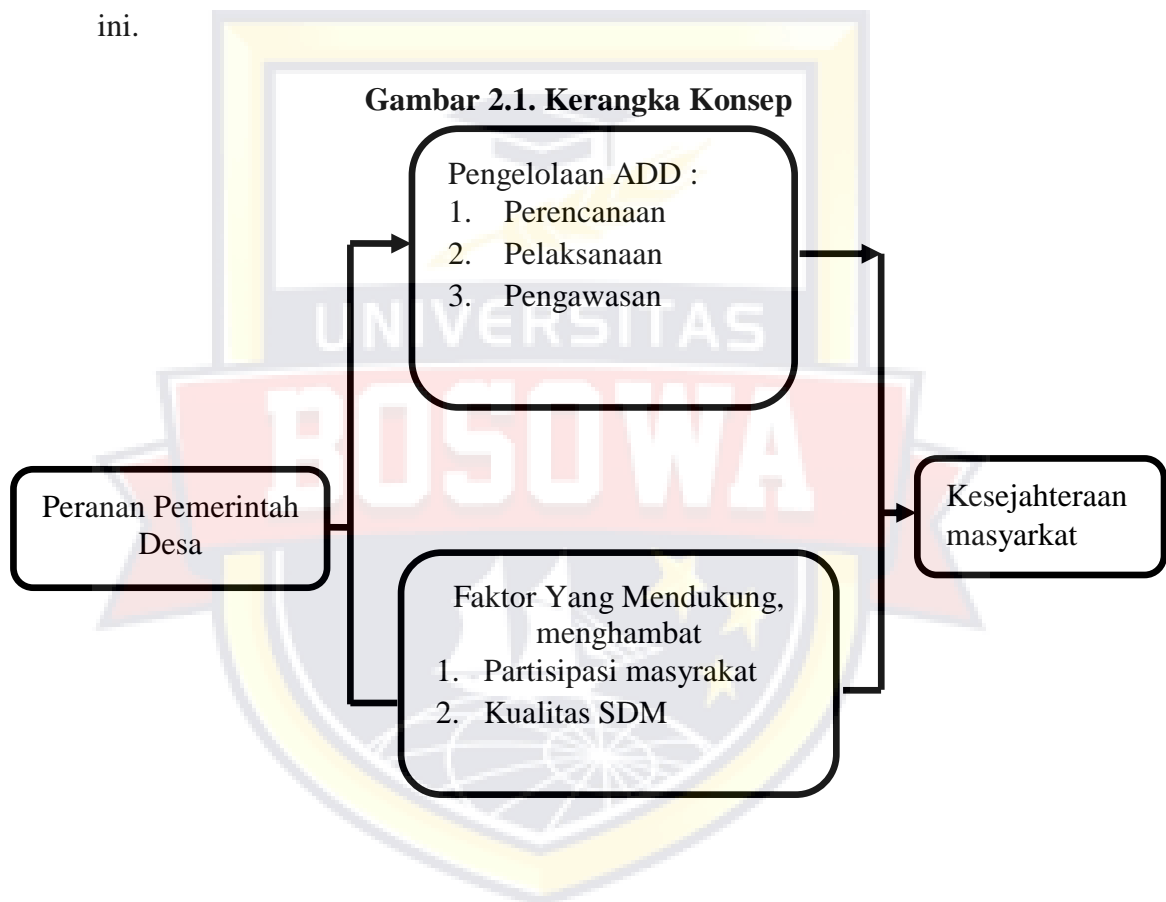 ini.
Gambar 2.1. Kerangka Konsep
Pengelolaan ADD :
1. Perencanaan
2. Pelaksanaan
3. Pengawasan
UNIVERSITAS
BOSOWA
Peranan Pemerintah
Desa
Faktor Yang Mendukung,
menghambat
1. Partisipasi masyrakat
2. Kualitas SDM
Kesejahteraan
masyarkat